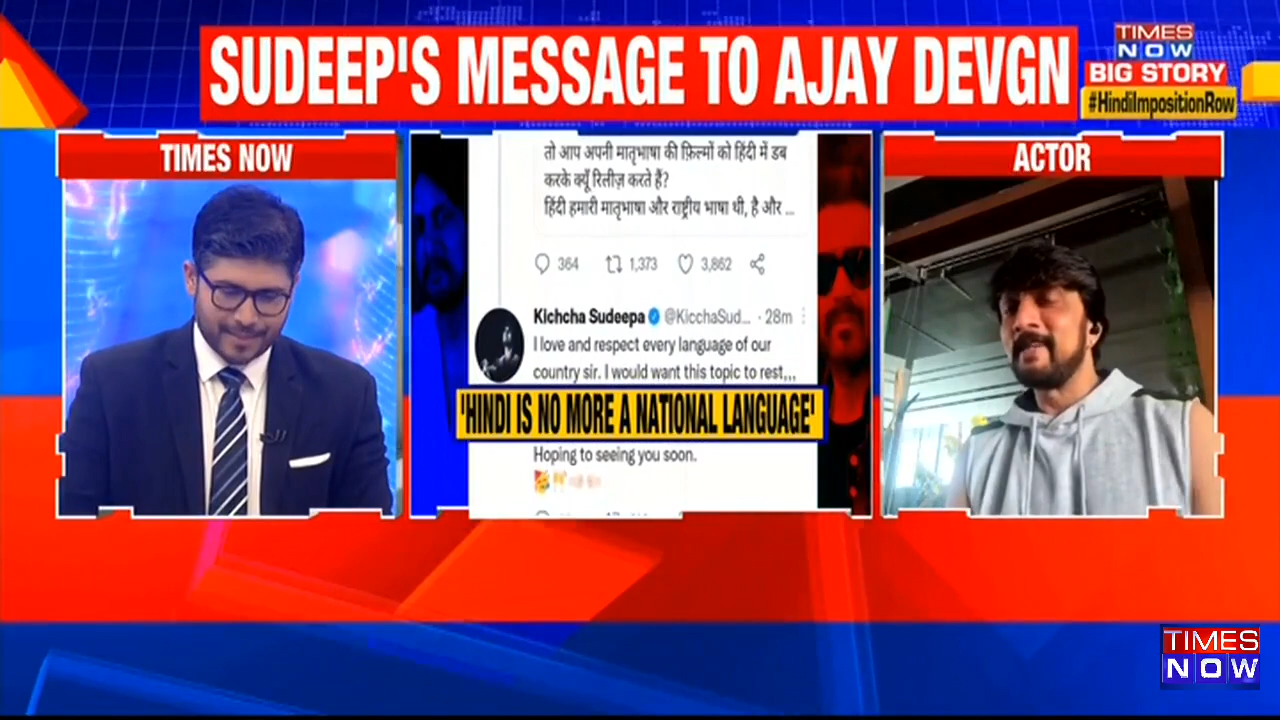 SUDEEP'S MESSAGE TO AJAY DEVGN
TIMES
NOW
BIG STORY
#HindiImpositionRow
TIMES NOW
तो आप अपनी मातृभाषा की फ़िल्मों को हिंदी में डब
करके क्यूँ रिलीज़ करते हैं?
हिंदी हमारी मातृभाषा और राष्ट्रीय भाषा थी, है और ...
364 1,373 3,862
Kichcha Sudeepa @KicchaSud... · 28m
I love and respect every language of our
country sir. I would want this topic to rest,,,
'HINDI IS NO MORE A NATIONAL LANGUAGE'
Hoping to seeing you soon.
ACTOR
TIMES
NOW